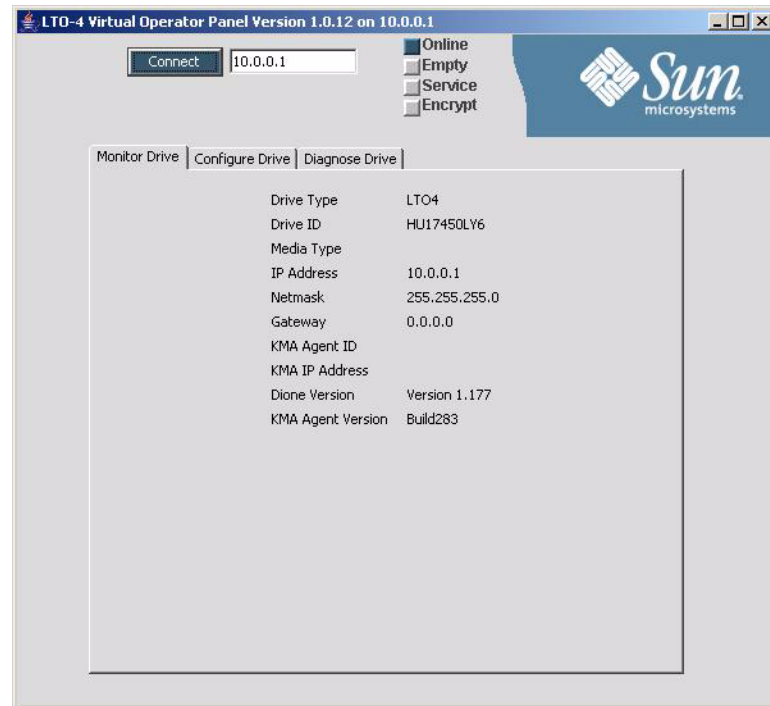 LTO-4 Virtual Operator Panel Version 1.0.12 on 10.0.0.1
Connect 10.0.0.1
Online
Empty
Service
Encrypt
Sun
microsystems
Monitor Drive Configure Drive Diagnose Drive
Drive Type LTO4
Drive ID HU17450LY6
Media Type
IP Address 10.0.0.1
Netmask 255.255.255.0
Gateway 0.0.0.0
KMA Agent ID
KMA IP Address
Dione Version Version 1.177
KMA Agent Version Build283